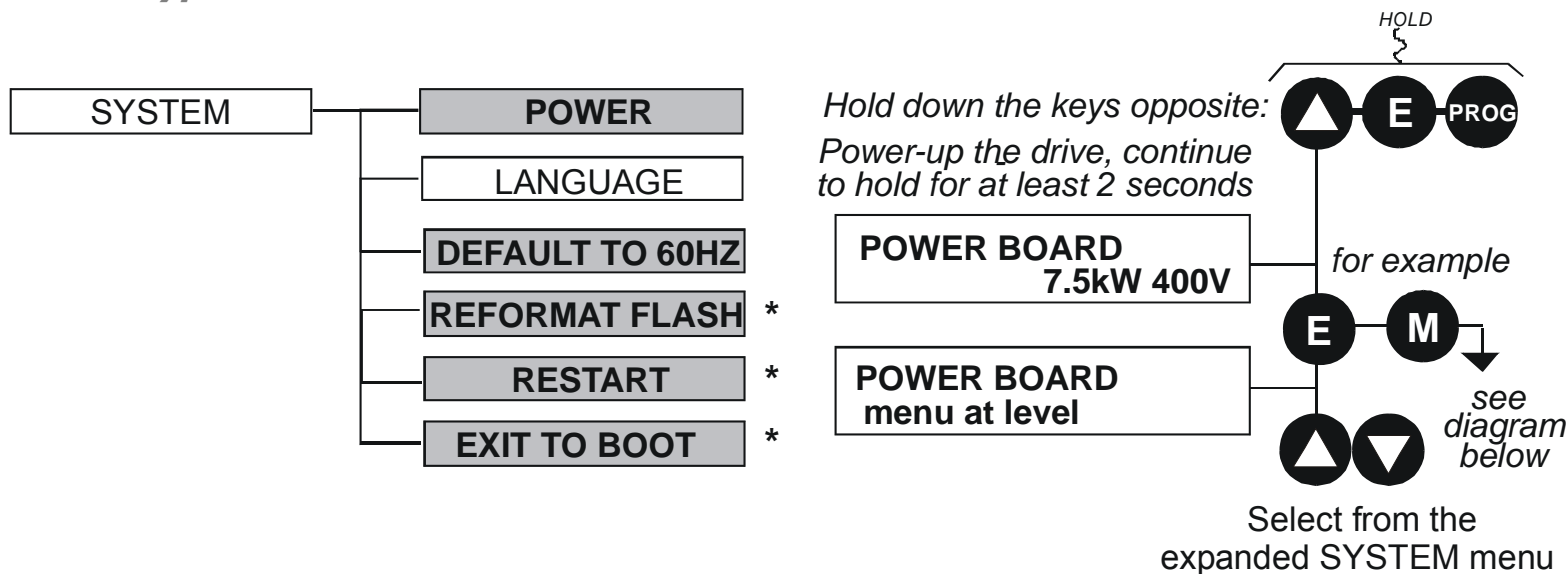 HOLD
SYSTEM
POWER
LANGUAGE
DEFAULT TO 60HZ
REFORMAT FLASH *
RESTART *
EXIT TO BOOT *
Hold down the keys opposite:
E
PROG
Power-up the drive, continue
to hold for at least 2 seconds
POWER BOARD
7.5kW 400V
for example
E
M
POWER BOARD
menu at level
see
diagram
below
Select from the
expanded SYSTEM menu